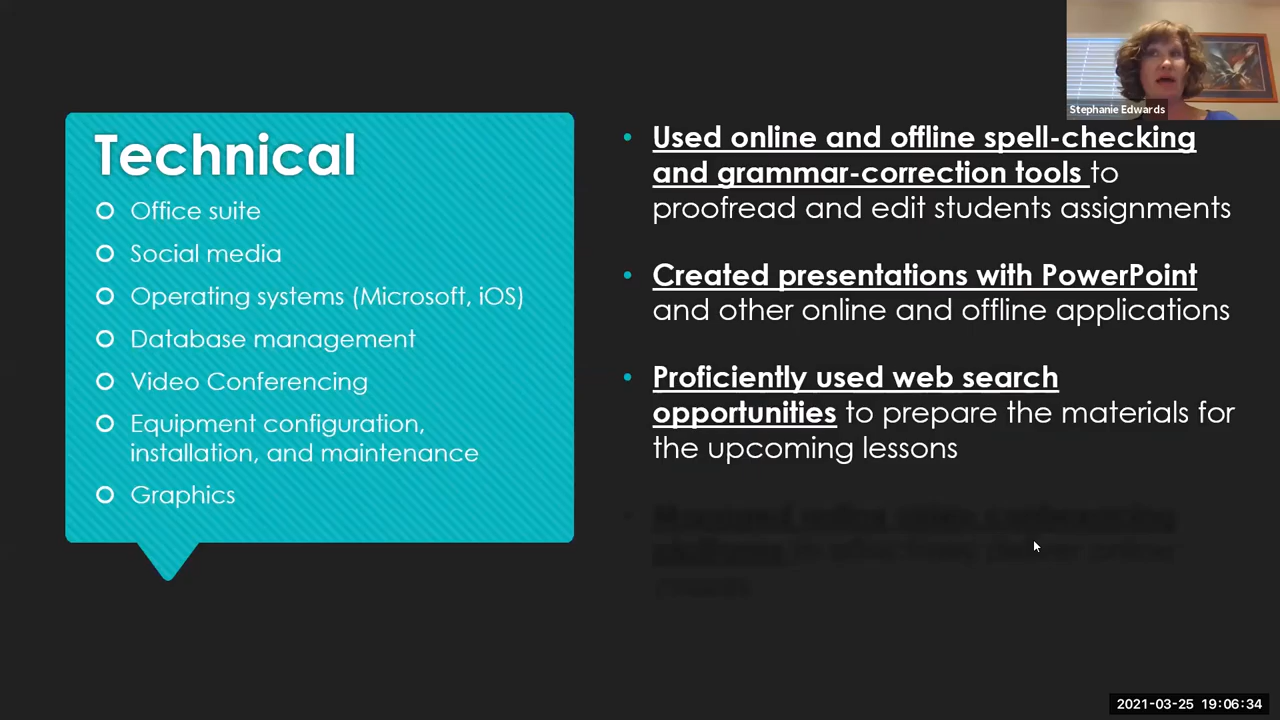 Stephanie Edwards
Technical
Office suite
Social media
Operating systems (Microsoft, iOS)
Database management
Video Conferencing
Equipment configuration,
installation, and maintenance
Graphics
• Used online and offline spell-checking
and grammar-correction tools to
proofread and edit students assignments
• Created presentations with PowerPoint
and other online and offline applications
• Proficiently used web search
opportunities to prepare the materials for
the upcoming lessons
2021-03-25 19:06:34